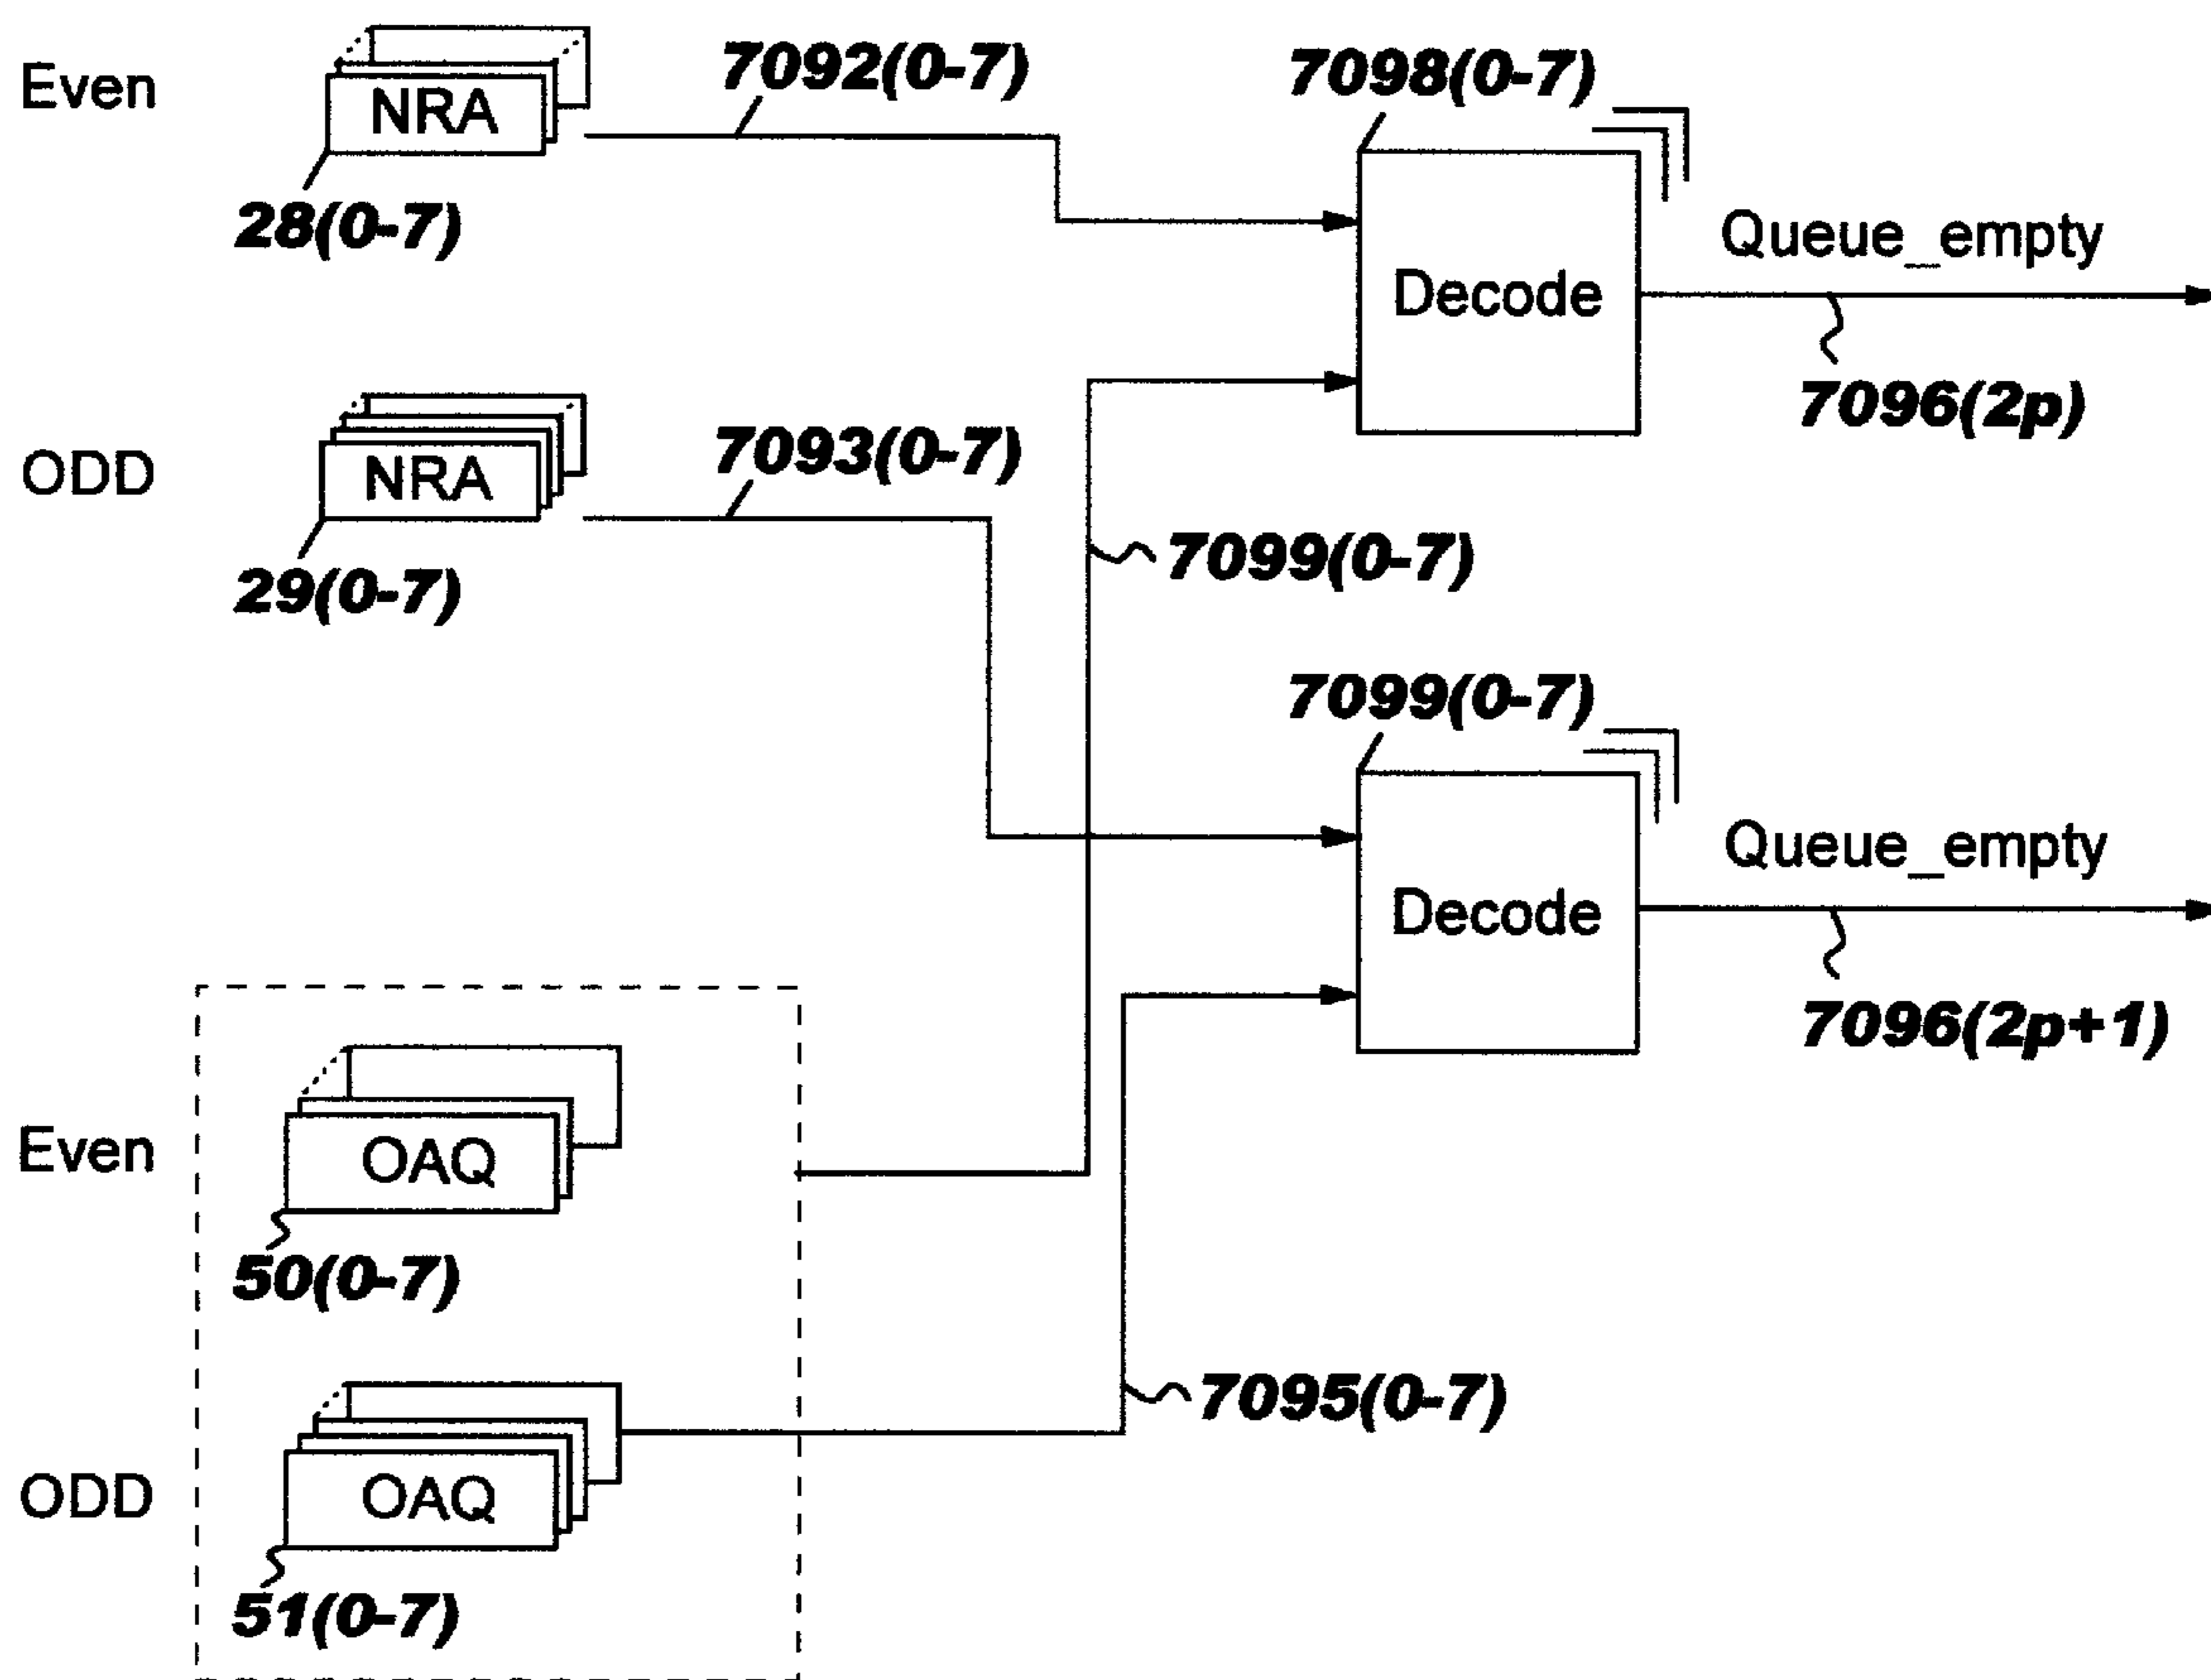 Even
NRA
28(0-7)
7092(0-7)
7098(0-7)
Decode
Queue_empty
7096(2p)
ODD
NRA
29(0-7)
7093(0-7)
7099(0-7)
7099(0-7)
Decode
Queue_empty
7096(2p+1)
Even
OAQ
50(0-7)
ODD
OAQ
51(0-7)
7095(0-7)